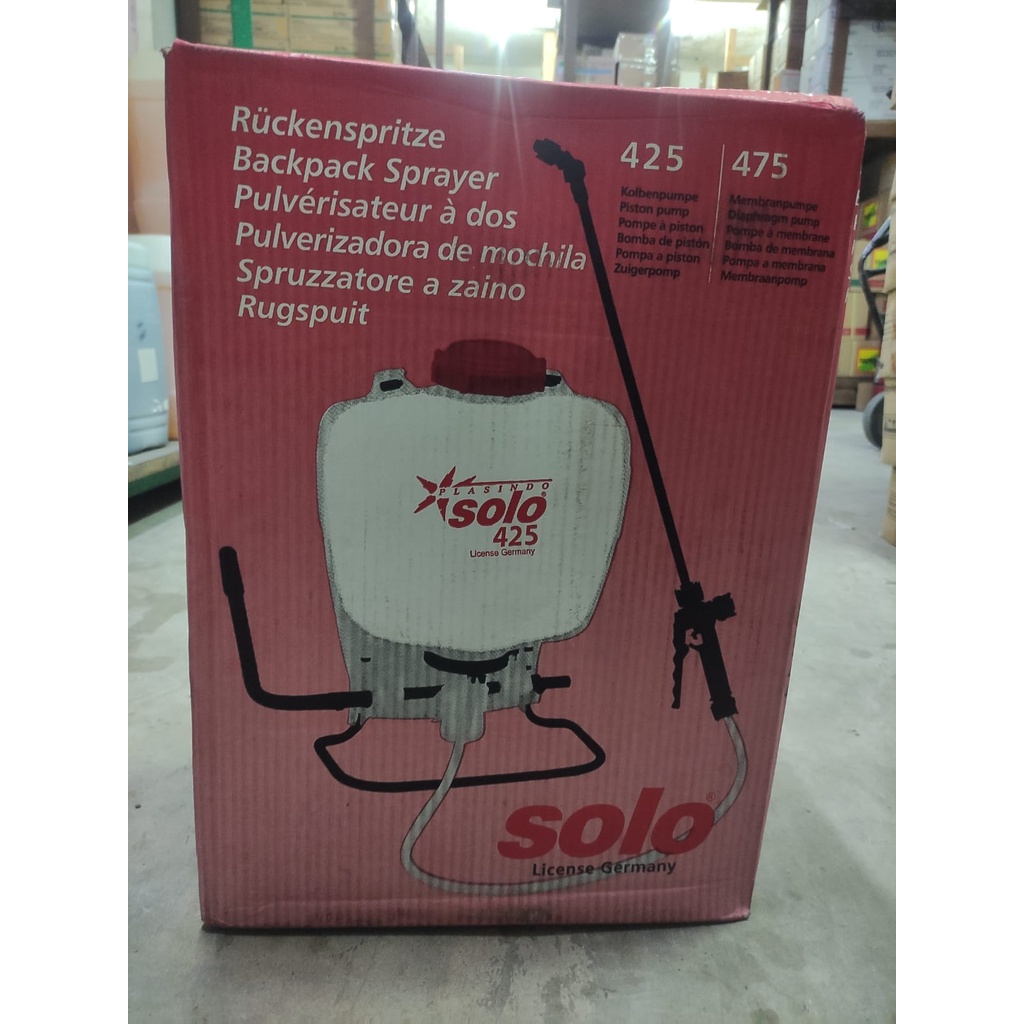 Rückenspritze
Backpack Sprayer
Pulvérisateur à dos
Pulverizadora de mochila
Spruzzatore a zaino
Rugspuit
425
Kolbenpumpe
Piston pump
Pompe à piston
Bomba de pistón
Pompa a piston
Zuigerpomp
475
Membranpumpe
Diaphragm pump
Pompe à membrane
Bomba de membrana
Pompa a membrana
Membraanpomp
PLASINDO
solo®
425
License Germany
solo®
License Germany